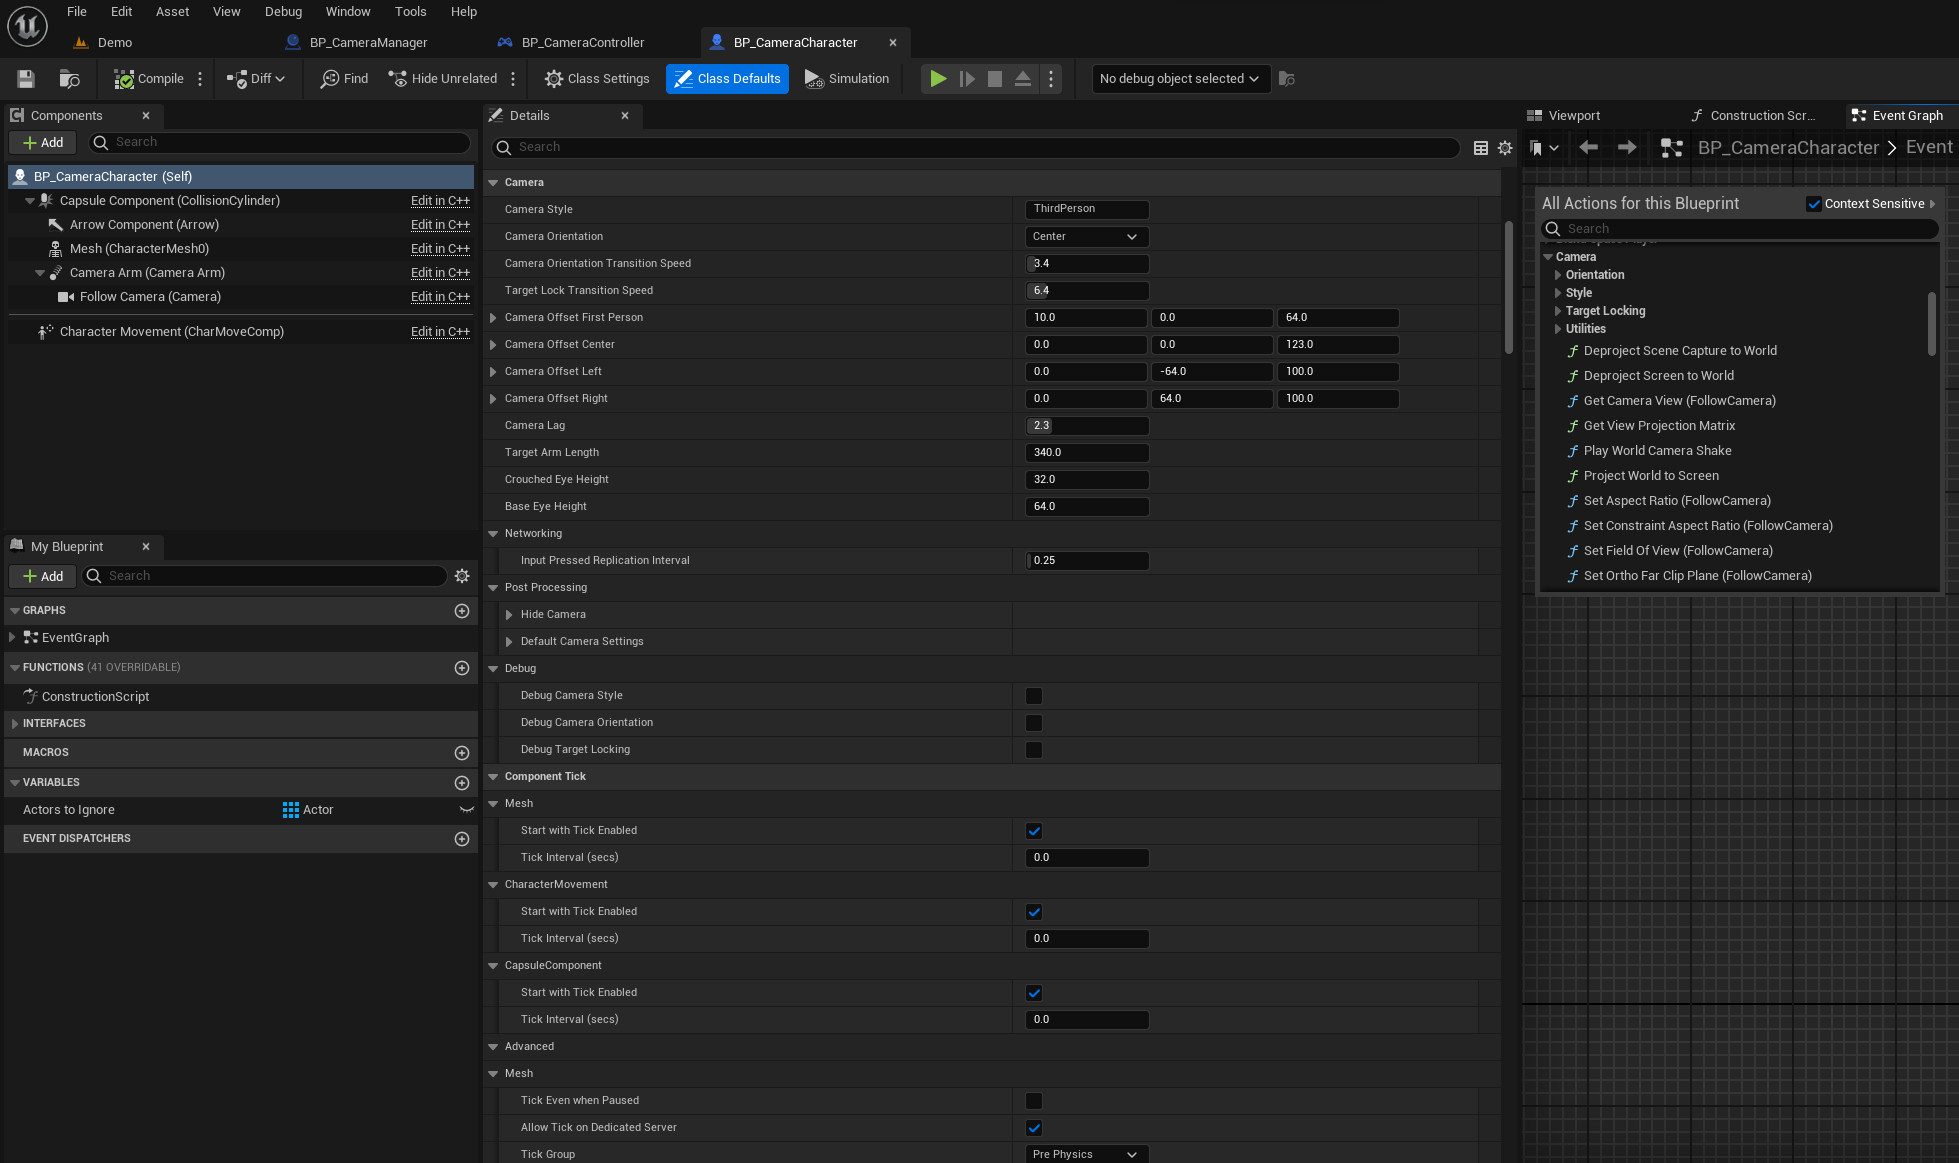 File Edit Asset View Debug Window Tools Help
Demo
BP_CameraManager
BP_CameraController
BP_CameraCharacter
Compile
Diff
Find
Hide Unrelated
Class Settings
Class Defaults
Simulation
No debug object selected
Components
Add
Search
BP_CameraCharacter (Self)
Capsule Component (CollisionCylinder) Edit in C++
Arrow Component (Arrow) Edit in C++
Mesh (CharacterMesh0) Edit in C++
Camera Arm (Camera Arm) Edit in C++
Follow Camera (Camera) Edit in C++
Character Movement (CharMoveComp) Edit in C++
My Blueprint
Add
Search
GRAPHS
EventGraph
FUNCTIONS (41 OVERRIDABLE)
ConstructionScript
INTERFACES
MACROS
VARIABLES
Actors to Ignore Actor
EVENT DISPATCHERS
Details
Search
Camera
Camera Style ThirdPerson
Camera Orientation Center
Camera Orientation Transition Speed 3.4
Target Lock Transition Speed 6.4
Camera Offset First Person 10.0 0.0 64.0
Camera Offset Center 0.0 0.0 123.0
Camera Offset Left 0.0 -64.0 100.0
Camera Offset Right 0.0 64.0 100.0
Camera Lag 2.3
Target Arm Length 340.0
Crouched Eye Height 32.0
Base Eye Height 64.0
Networking
Input Pressed Replication Interval 0.25
Post Processing
Hide Camera
Default Camera Settings
Debug
Debug Camera Style
Debug Camera Orientation
Debug Target Locking
Component Tick
Mesh
Start with Tick Enabled
Tick Interval (secs) 0.0
CharacterMovement
Start with Tick Enabled
Tick Interval (secs) 0.0
CapsuleComponent
Start with Tick Enabled
Tick Interval (secs) 0.0
Advanced
Mesh
Tick Even when Paused
Allow Tick on Dedicated Server
Tick Group Pre Physics
Viewport
Construction Scr...
Event Graph
BP_CameraCharacter > Event
All Actions for this Blueprint
Context Sensitive
Search
Camera
Orientation
Style
Target Locking
Utilities
Deproject Scene Capture to World
Deproject Screen to World
Get Camera View (FollowCamera)
Get View Projection Matrix
Play World Camera Shake
Project World to Screen
Set Aspect Ratio (FollowCamera)
Set Constraint Aspect Ratio (FollowCamera)
Set Field Of View (FollowCamera)
Set Ortho Far Clip Plane (FollowCamera)